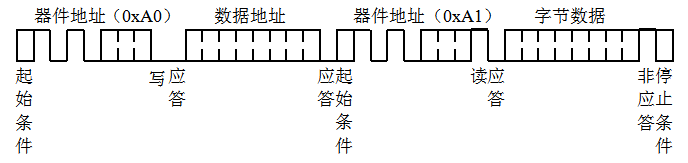 器件地址（0xA0）
数据地址
器件地址（0xA1）
字节数据
起始条件
写
应答
应答
起始条件
读
应答
非应答
停止条件